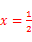 x = 1/2